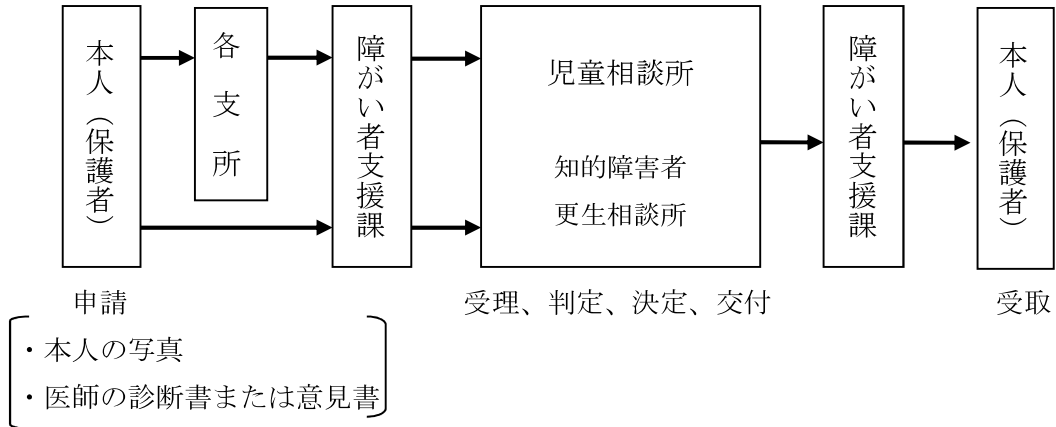 本人（保護者）
各支所
障がい者支援課
児童相談所
知的障害者
更生相談所
障がい者支援課
本人（保護者）
申請
受理、判定、決定、交付
受取
・本人の写真
・医師の診断書または意見書